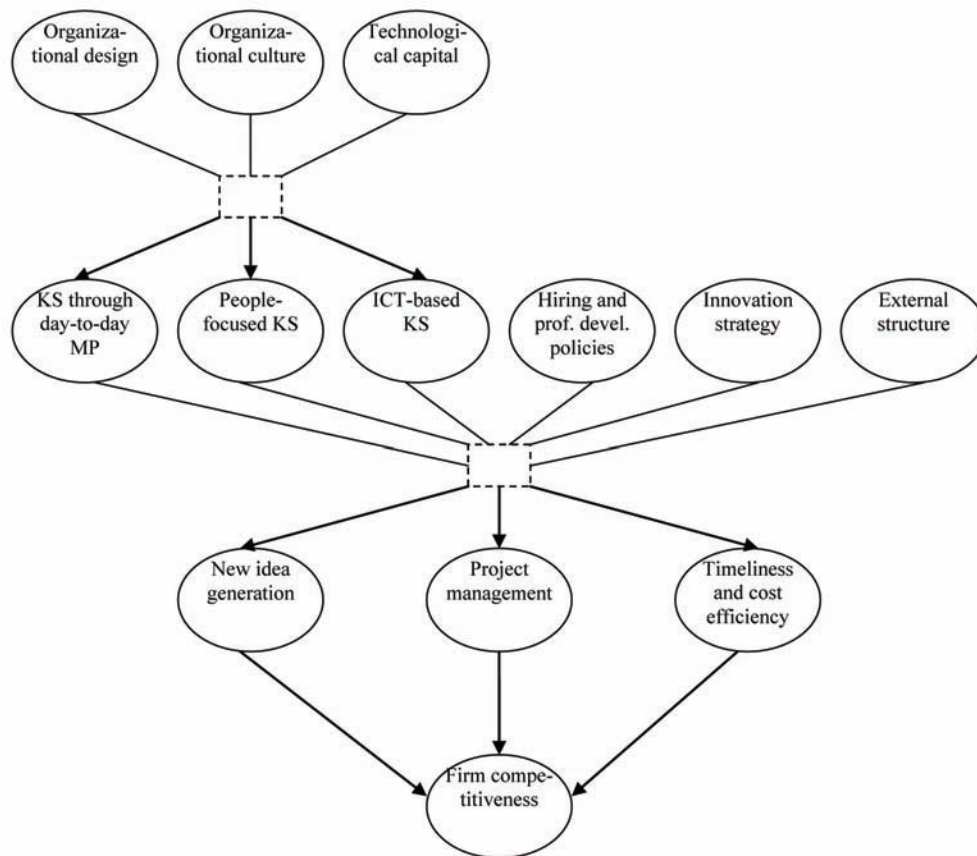 Organiza-
tional design
Organiza-
tional culture
Technologi-
cal capital
KS through
day-to-day
MP
People-
focused KS
ICT-based
KS
Hiring and
prof. devel.
policies
Innovation
strategy
External
structure
New idea
generation
Project
management
Timeliness
and cost
efficiency
Firm compe-
titiveness